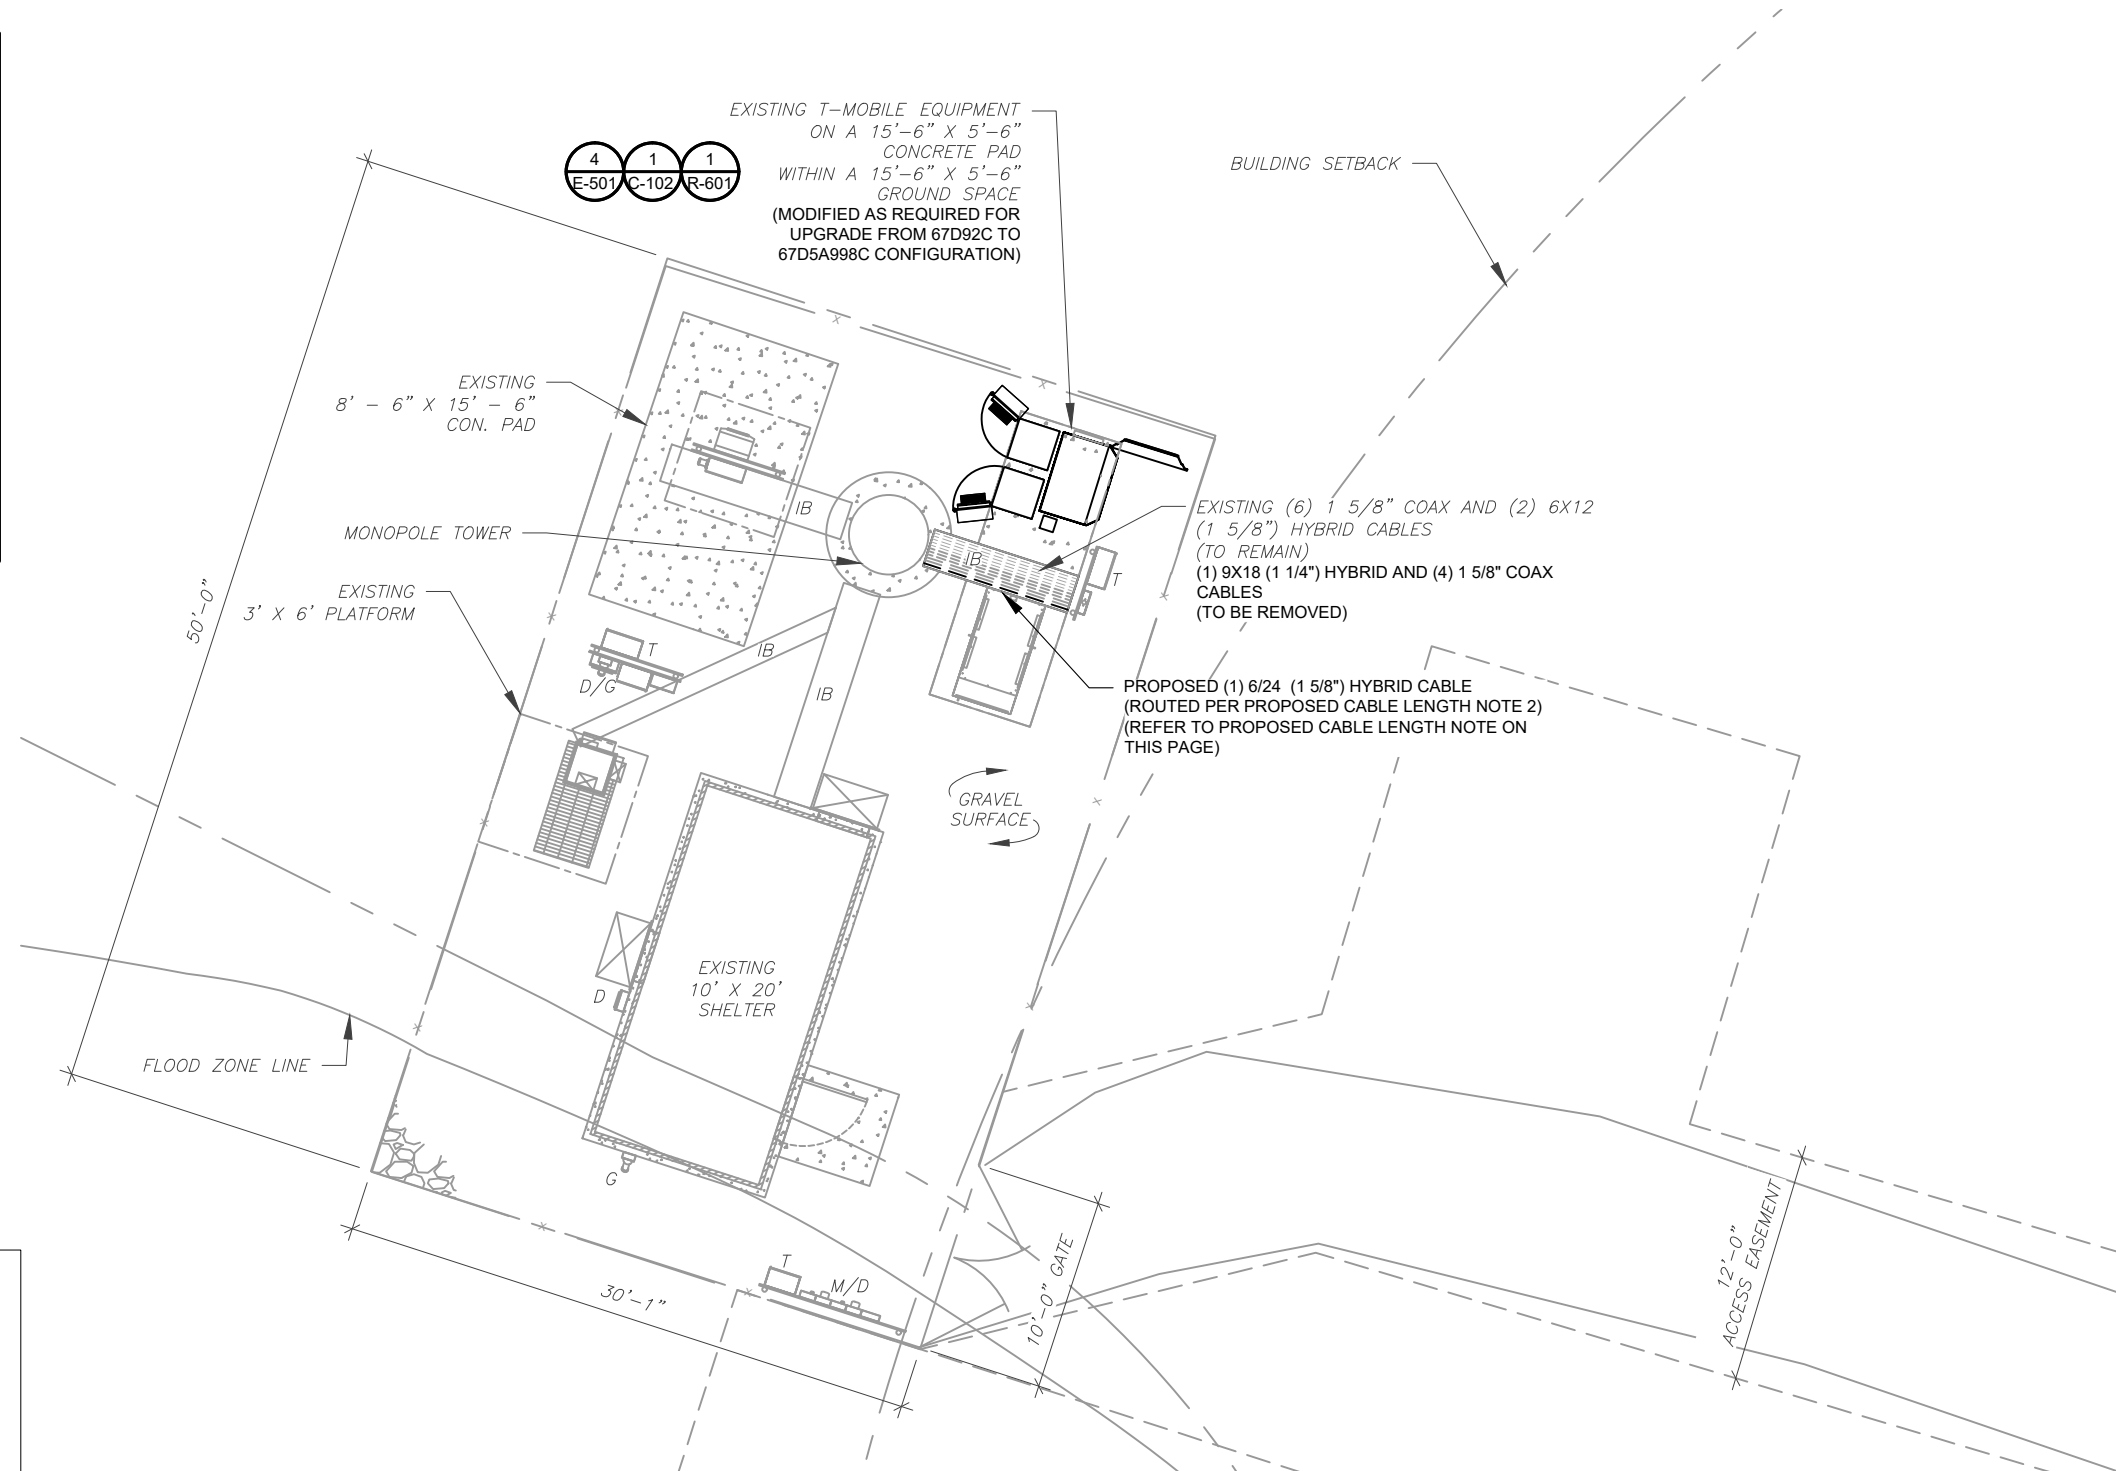 EXISTING T-MOBILE EQUIPMENT
ON A 15'-6" X 5'-6"
CONCRETE PAD
WITHIN A 15'-6" X 5'-6"
GROUND SPACE
(MODIFIED AS REQUIRED FOR
UPGRADE FROM 67D92C TO
67D5A998C CONFIGURATION)
4
E-501
1
C-102
1
R-601
BUILDING SETBACK
EXISTING
8' - 6" X 15' - 6"
CON. PAD
MONOPOLE TOWER
EXISTING
3' X 6' PLATFORM
50'-0"
IB
IB
IB
IB
T
T
D/G
EXISTING (6) 1 5/8" COAX AND (2) 6X12
(1 5/8") HYBRID CABLES
(TO REMAIN)
(1) 9X18 (1 1/4") HYBRID AND (4) 1 5/8" COAX
CABLES
(TO BE REMOVED)
PROPOSED (1) 6/24 (1 5/8") HYBRID CABLE
(ROUTED PER PROPOSED CABLE LENGTH NOTE 2)
(REFER TO PROPOSED CABLE LENGTH NOTE ON
THIS PAGE)
GRAVEL
SURFACE
EXISTING
10' X 20'
SHELTER
D
FLOOD ZONE LINE
G
T
M/D
30'-1"
10'-0" GATE
12'-0"
ACCESS EASEMENT